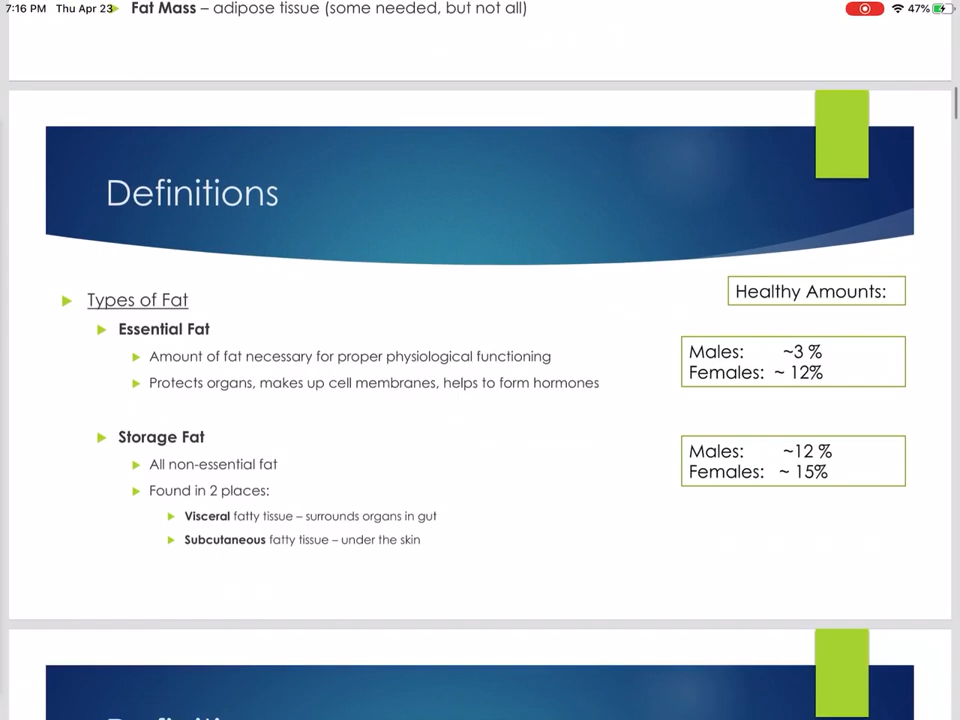 7:16 PM Thu Apr 23 Fat Mass – adipose tissue (some needed, but not all) 47%
Definitions
Healthy Amounts:
Types of Fat
Essential Fat
Amount of fat necessary for proper physiological functioning
Protects organs, makes up cell membranes, helps to form hormones
Males: ~3 %
Females: ~ 12%
Storage Fat
All non-essential fat
Found in 2 places:
Visceral fatty tissue – surrounds organs in gut
Subcutaneous fatty tissue – under the skin
Males: ~12 %
Females: ~ 15%